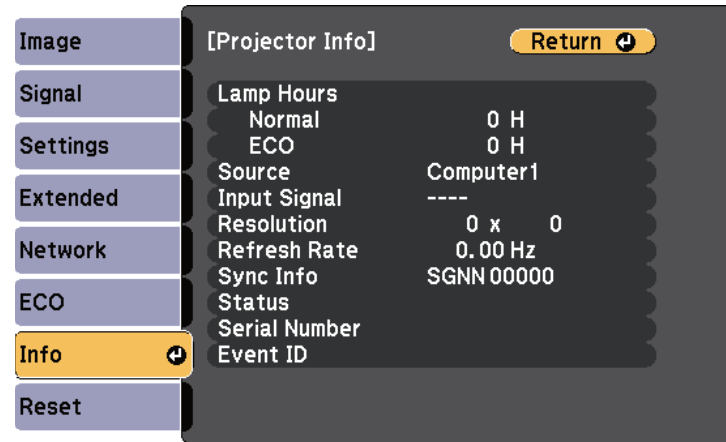 Image
Signal
Settings
Extended
Network
ECO
Info
Reset
[Projector Info]
Return
Lamp Hours
Normal 0 H
ECO 0 H
Source Computer1
Input Signal ----
Resolution 0 x 0
Refresh Rate 0.00 Hz
Sync Info SGNN 00000
Status
Serial Number
Event ID